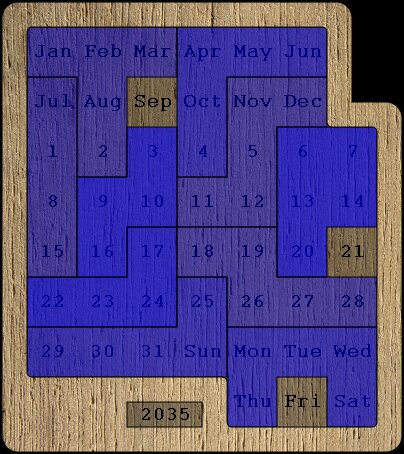 Jan Feb Mar Apr May Jun
Jul Aug Sep Oct Nov Dec
1 2 3 4 5 6 7
8 9 10 11 12 13 14
15 16 17 18 19 20 21
22 23 24 25 26 27 28
29 30 31 Sun Mon Tue Wed
Thu Fri Sat
2035